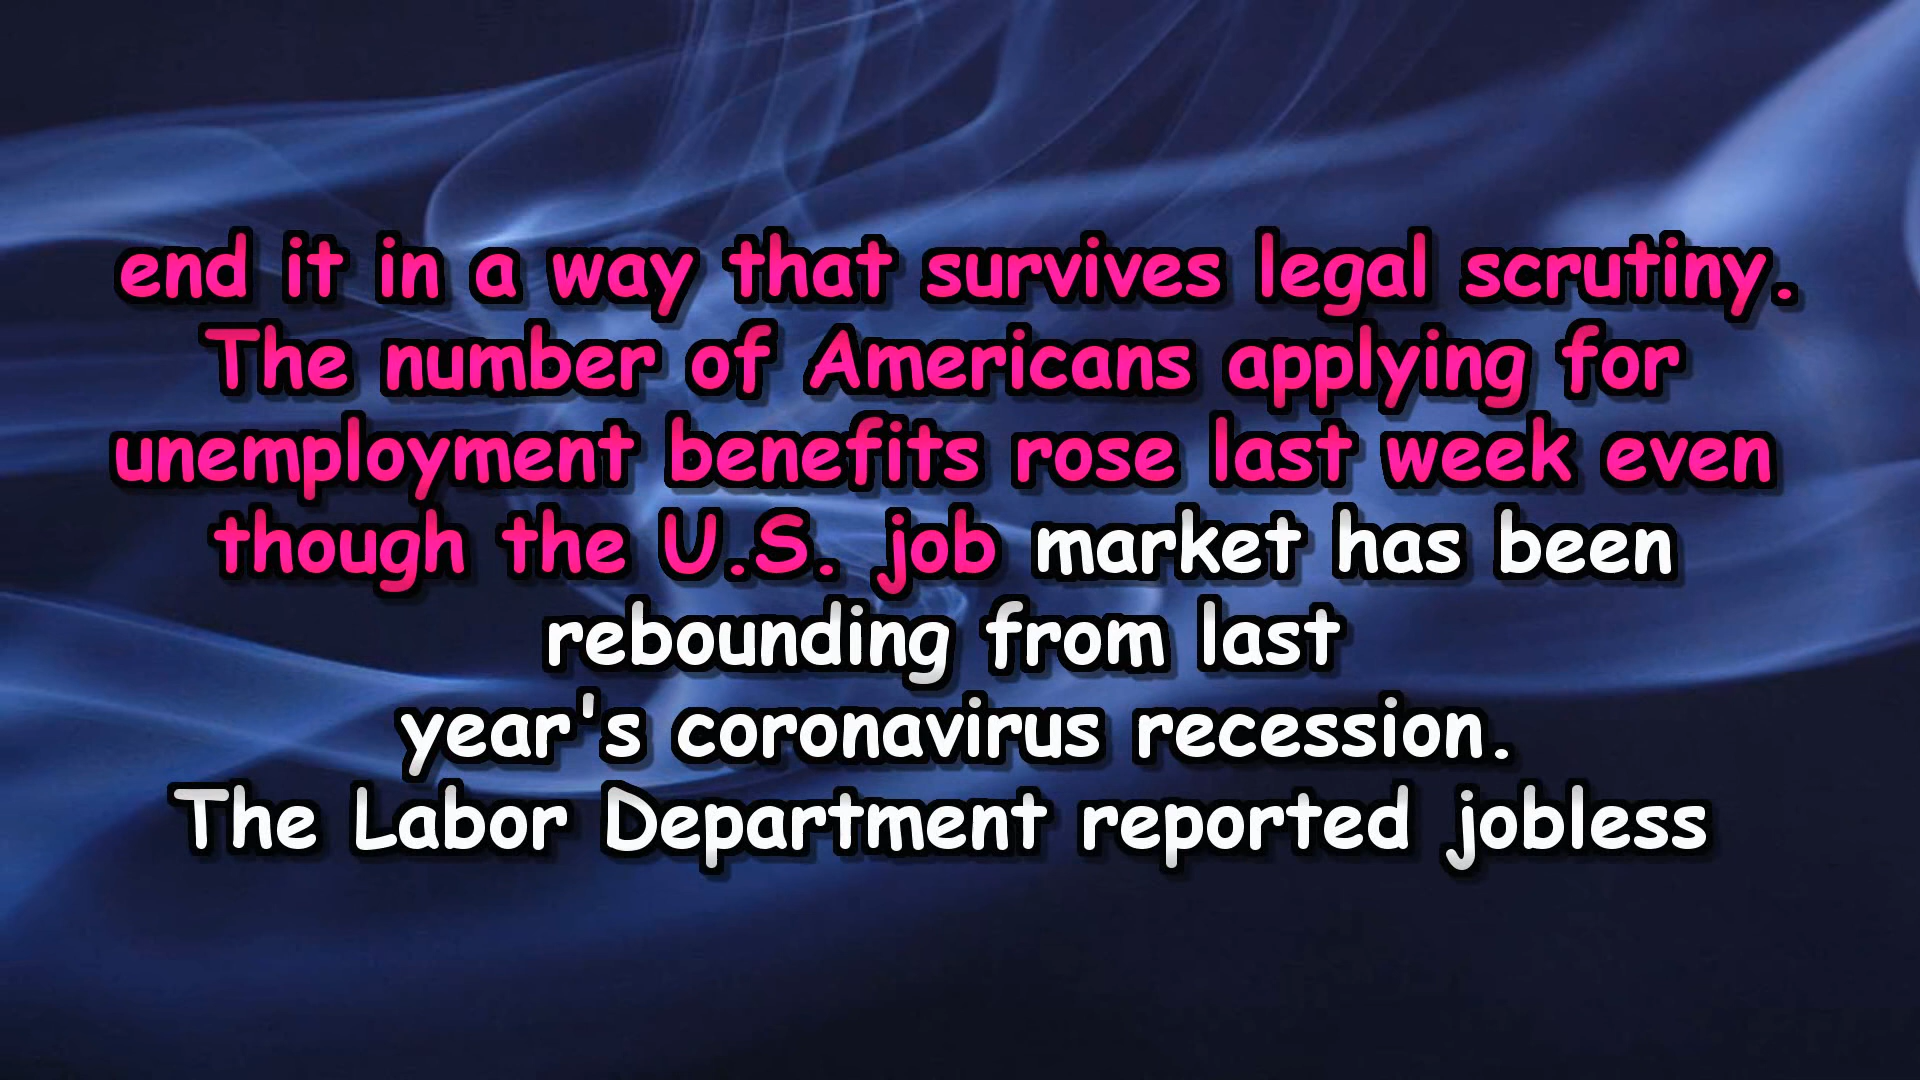 end it in a way that survives legal scrutiny.
The number of Americans applying for
unemployment benefits rose last week even
though the U.S. job market has been
rebounding from last
year's coronavirus recession.
The Labor Department reported jobless